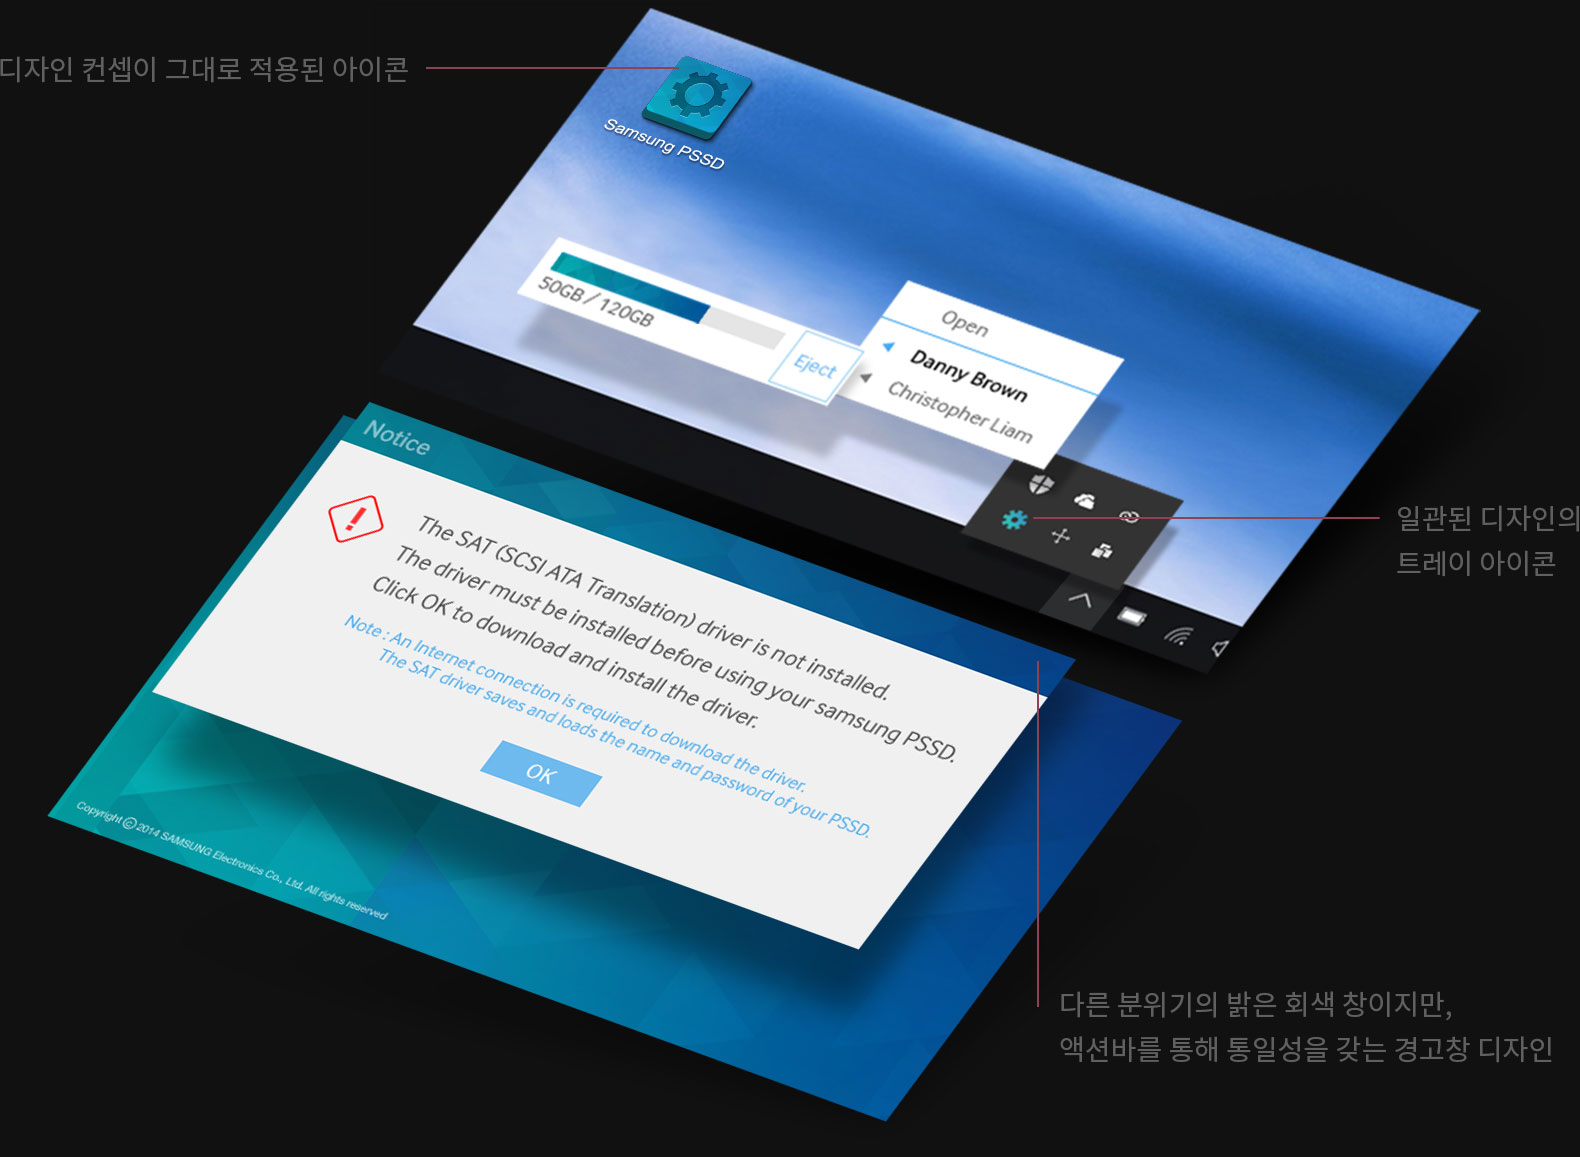 디자인 컨셉이 그대로 적용된 아이콘
Samsung PSSD
50GB / 120GB
Eject
Open
Danny Brown
Christopher Liam
일관된 디자인의
트레이 아이콘
Notice
The SAT (SCSI ATA Translation) driver is not installed.
The driver must be installed before using your samsung PSSD.
Click OK to download and install the driver.
Note : An Internet connection is required to download the driver.
The SAT driver saves and loads the name and password of your PSSD.
OK
Copyright ⓒ 2014 SAMSUNG Electronics Co., Ltd. All rights reserved
다른 분위기의 밝은 회색 창이지만,
액션바를 통해 통일성을 갖는 경고창 디자인